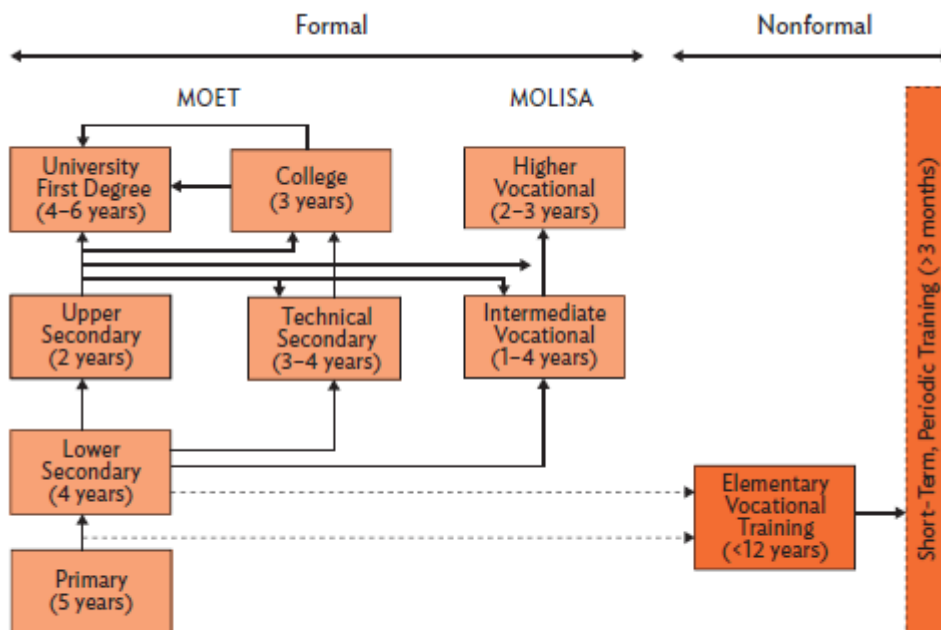 Formal
Nonformal
MOET
MOLISA
University
First Degree
(4–6 years)
College
(3 years)
Higher
Vocational
(2–3 years)
Upper
Secondary
(2 years)
Technical
Secondary
(3–4 years)
Intermediate
Vocational
(1–4 years)
Lower
Secondary
(4 years)
Elementary
Vocational
Training
(<12 years)
Primary
(5 years)
Short-Term, Periodic Training (>3 months)